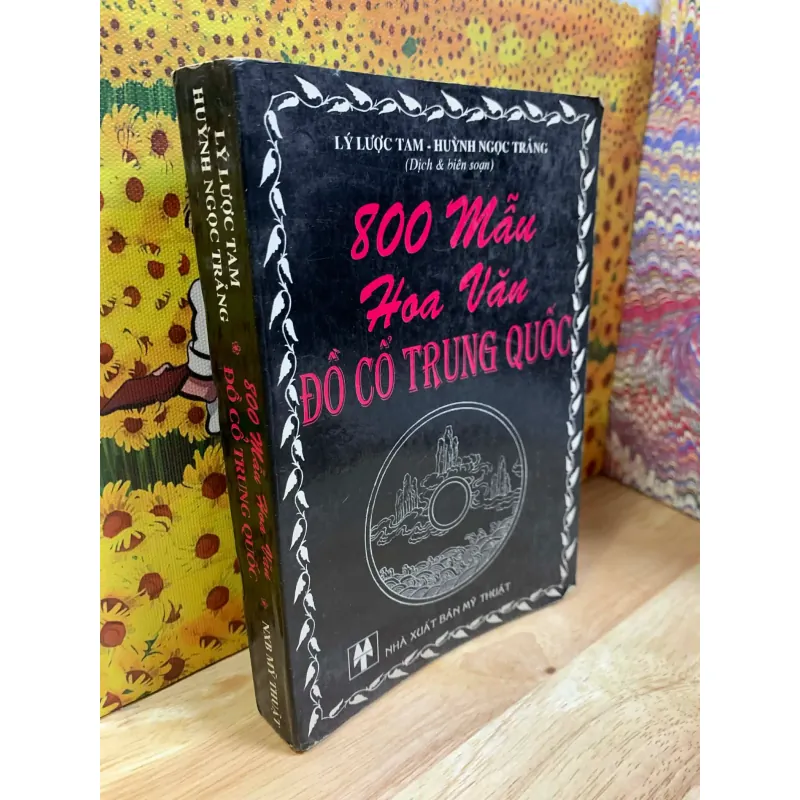 LÝ LƯỢC TAM - HUỲNH NGỌC TRẢNG
(Dịch & biên soạn)
800 Mẫu
Hoa Văn
ĐỒ CỔ TRUNG QUỐC
NHÀ XUẤT BẢN MỸ THUẬT
LÝ LƯỢC TAM
HUỲNH NGỌC TRẢNG
800 Mẫu Hoa Văn
ĐỒ CỔ TRUNG QUỐC
NXB MỸ THUẬT